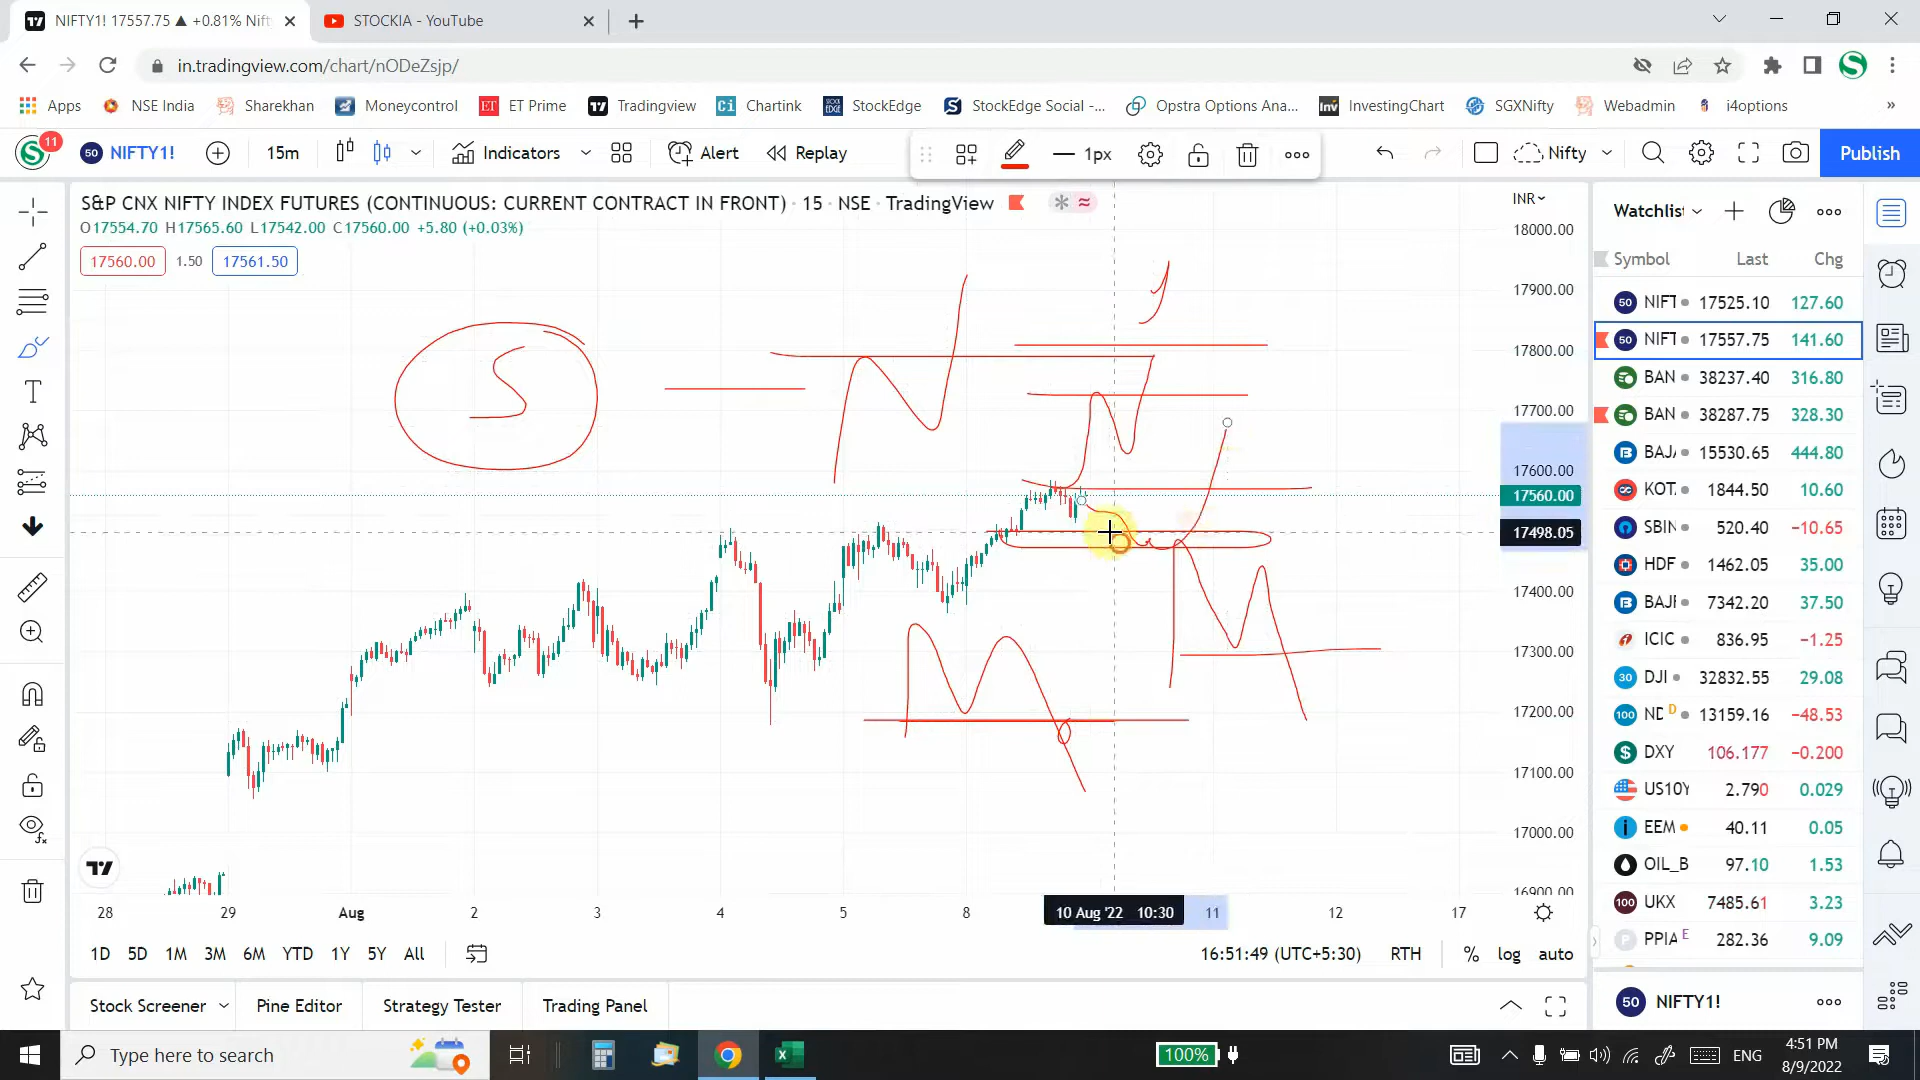 NIFTY1! 17557.75 ▲ +0.81% Nift
STOCKIA - YouTube
in.tradingview.com/chart/nODeZsjp/
Apps NSE India Sharekhan Moneycontrol ET Prime Tradingview Chartink StockEdge StockEdge Social -... Opstra Options Ana... InvestingChart SGXNifty Webadmin i4options »
11 NIFTY1! 15m Indicators Alert Replay 1px Nifty Publish
S&P CNX NIFTY INDEX FUTURES (CONTINUOUS: CURRENT CONTRACT IN FRONT) · 15 · NSE · TradingView
INR
O17554.70 H17565.60 L17542.00 C17560.00 +5.80 (+0.03%)
17560.00 1.50 17561.50
18000.00
17900.00
17800.00
17700.00
17600.00
17560.00
17498.05
17400.00
17300.00
17200.00
17100.00
17000.00
16900.00
S
28 29 Aug 2 3 4 5 8 10 Aug '22 10:30 11 12 17
1D 5D 1M 3M 6M YTD 1Y 5Y All 16:51:49 (UTC+5:30) RTH % log auto
Stock Screener Pine Editor Strategy Tester Trading Panel
Watchlist
Symbol Last Chg
50 NIFT 17525.10 127.60
50 NIFT 17557.75 141.60
BAN 38237.40 316.80
BAN 38287.75 328.30
BAJA 15530.65 444.80
KOT 1844.50 10.60
SBIN 520.40 −10.65
HDF 1462.05 35.00
BAJF 7342.20 37.50
ICIC 836.95 −1.25
30 DJI 32832.55 29.08
100 ND D 13159.16 −48.53
DXY 106.177 −0.200
US10Y 2.790 0.029
EEM 40.11 0.05
OIL_B 97.10 1.53
100 UKX 7485.61 3.23
P PPIA E 282.36 9.09
50 NIFTY1!
Type here to search
100%
ENG
4:51 PM
8/9/2022